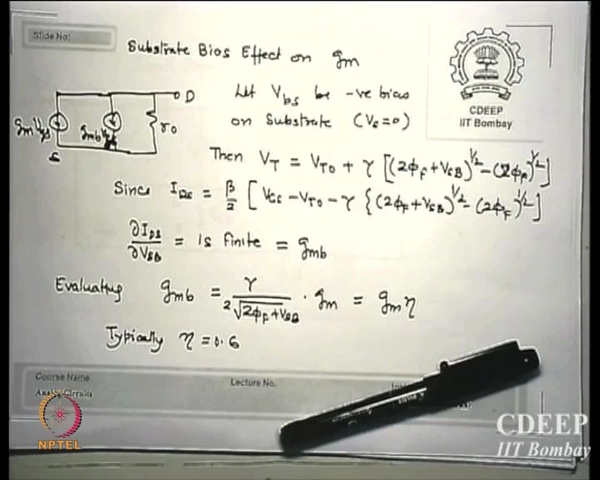 Slide No:
Substrate Bias Effect on gm
Let Vbs be -ve bias
on Substrate (Vs=0)
D
gmVgs
gmb
r0
S
Then VT = VT0 + γ [(2φF+VSB)^1/2 - (2φF)^1/2]
Since IDS = β/2 [VGS - VT0 - γ {(2φF+VSB)^1/2 - (2φF)^1/2]
∂IDS/∂VSB = is finite = gmb
Evaluating gmb = γ/2√2φF+VSB · gm = gm η
Typically η = 0.6
Course Name
Lecture No.
Analog Circuits
CDEEP
IIT Bombay
NPTEL
CDEEP
IIT Bombay